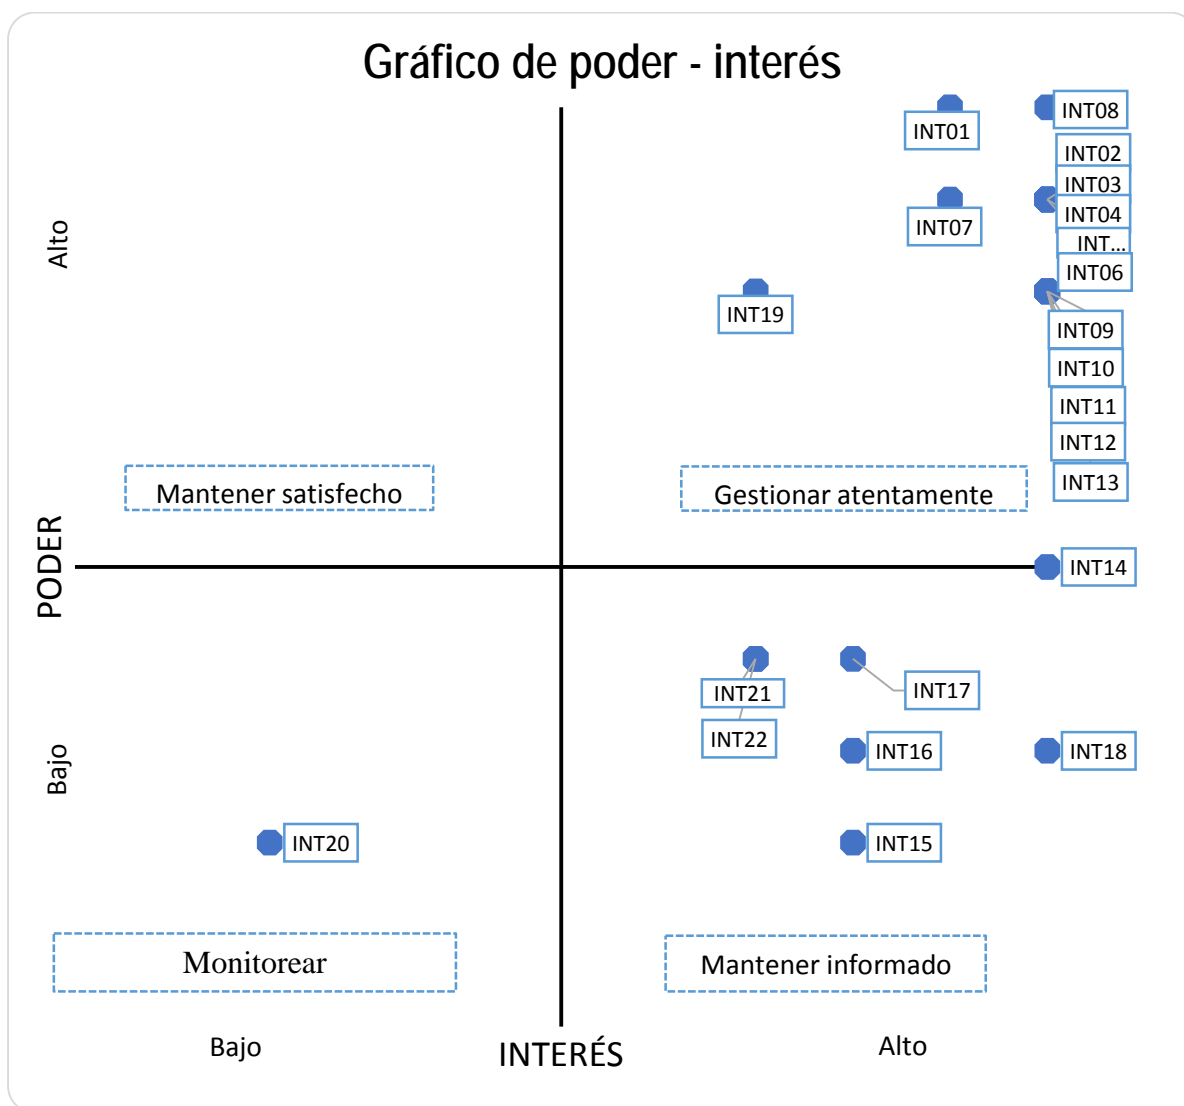 Gráfico de poder - interés
INT01
INT08
INT02
INT03
INT04
INT...
INT06
INT07
INT19
INT09
INT10
INT11
INT12
INT13
Alto
Mantener satisfecho
Gestionar atentamente
PODER
INT14
INT21
INT22
INT17
INT16
INT18
Bajo
INT20
INT15
Monitorear
Mantener informado
Bajo
INTERÉS
Alto